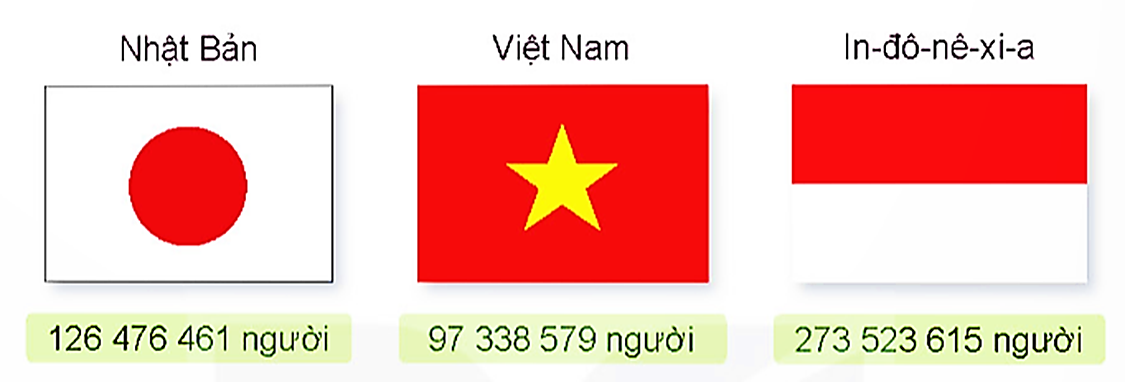 Nhật Bản
Việt Nam
In-đô-nê-xi-a
126 476 461 người
97 338 579 người
273 523 615 người